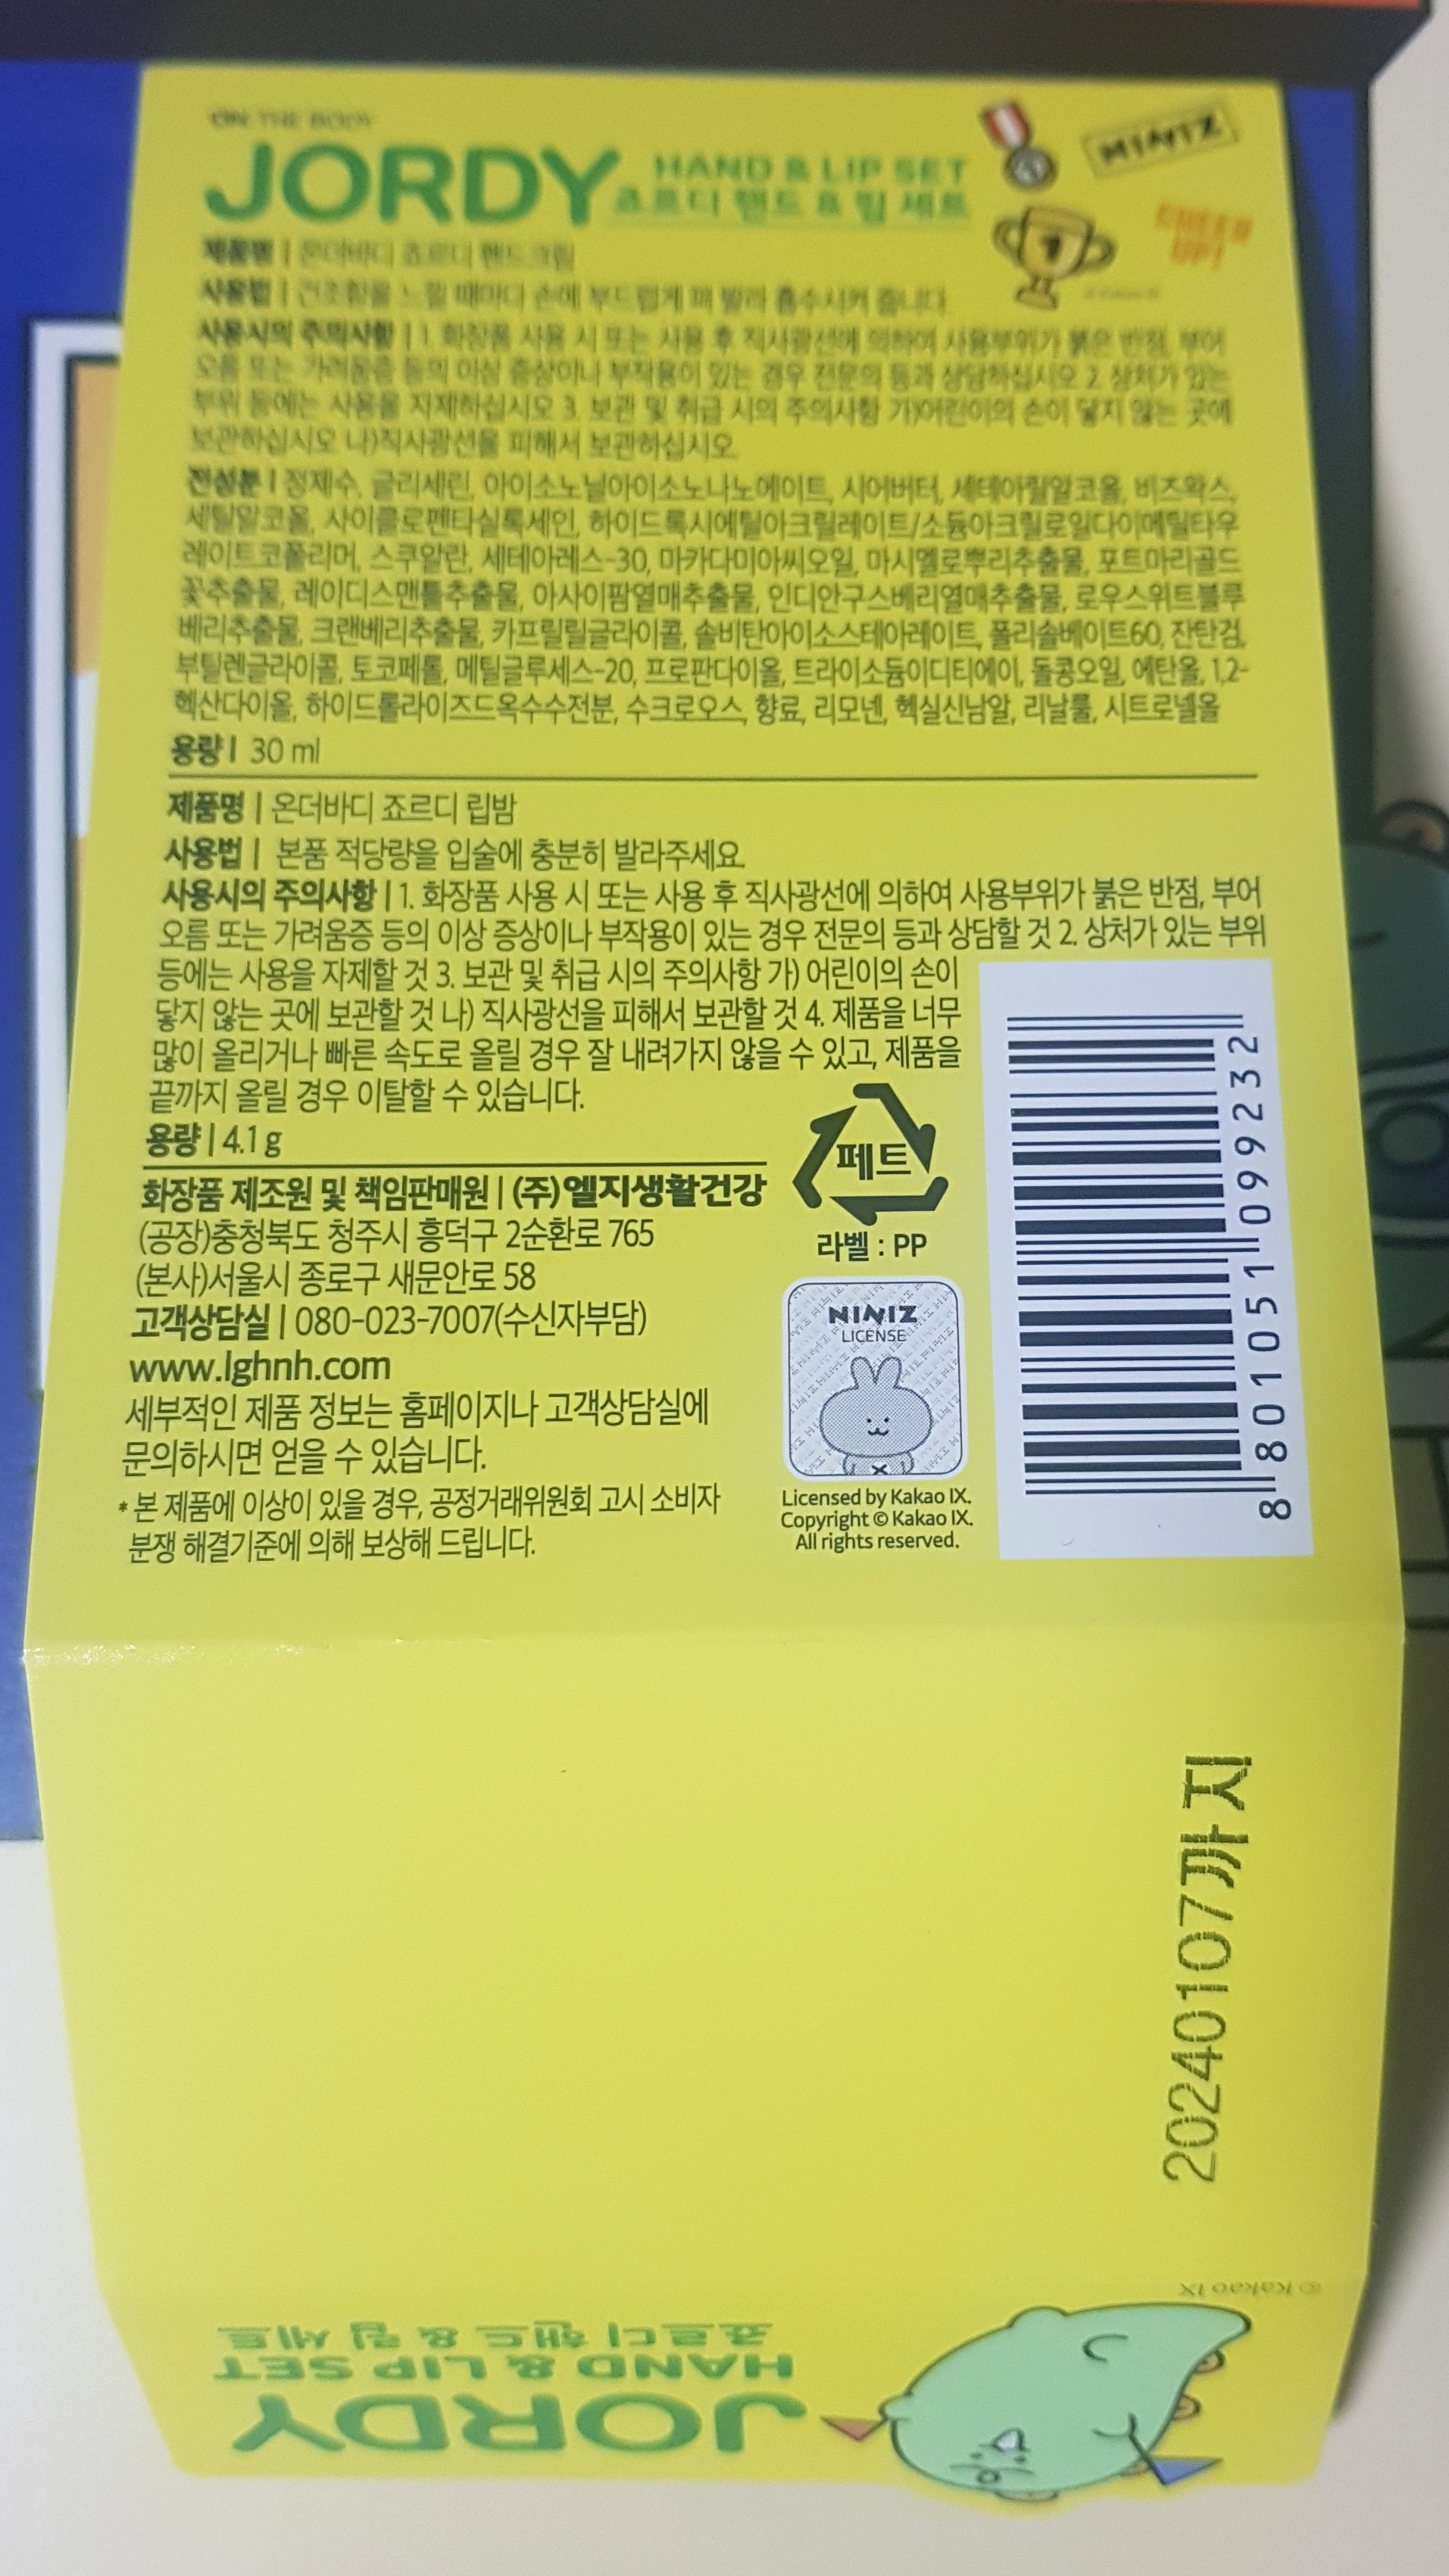 ON THE BODY
JORDY HAND & LIP SET
죠르디 핸드 & 립 세트
NINIZ
CHEER UP!
제품명 | 온더바디 죠르디 핸드크림
사용법 | 건조함을 느낄 때마다 손에 부드럽게 펴 발라 흡수시켜 줍니다.
사용시의 주의사항 | 1. 화장품 사용 시 또는 사용 후 직사광선에 의하여 사용부위가 붉은 반점, 부어
오름 또는 가려움증 등의 이상 증상이나 부작용이 있는 경우 전문의 등과 상담하십시오 2. 상처가 있는
부위 등에는 사용을 자제하십시오 3. 보관 및 취급 시의 주의사항 가)어린이의 손이 닿지 않는 곳에
보관하십시오 나)직사광선을 피해서 보관하십시오.
전성분 | 정제수, 글리세린, 아이소노닐아이소노나노에이트, 시어버터, 세테아릴알코올, 비즈왁스,
세틸알코올, 사이클로펜타실록세인, 하이드록시에틸아크릴레이트/소듐아크릴로일다이메틸타우
레이트코폴리머, 스쿠알란, 세테아레스-30, 마카다미아씨오일, 마시멜로뿌리추출물, 포트마리골드
꽃추출물, 레이디스맨틀추출물, 아사이팜열매추출물, 인디안구스베리열매추출물, 로우스위트블루
베리추출물, 크랜베리추출물, 카프릴릴글라이콜, 솔비탄아이소스테아레이트, 폴리솔베이트60, 잔탄검,
부틸렌글라이콜, 토코페롤, 메틸글루세스-20, 프로판다이올, 트라이소듐이디티에이, 돌콩오일, 에탄올, 1,2-
헥산다이올, 하이드롤라이즈드옥수수전분, 수크로오스, 향료, 리모넨, 헥실신남알, 리날룰, 시트로넬올
용량 | 30 ml
제품명 | 온더바디 죠르디 립밤
사용법 | 본품 적당량을 입술에 충분히 발라주세요.
사용시의 주의사항 | 1. 화장품 사용 시 또는 사용 후 직사광선에 의하여 사용부위가 붉은 반점, 부어
오름 또는 가려움증 등의 이상 증상이나 부작용이 있는 경우 전문의 등과 상담할 것 2. 상처가 있는 부위
등에는 사용을 자제할 것 3. 보관 및 취급 시의 주의사항 가) 어린이의 손이
닿지 않는 곳에 보관할 것 나) 직사광선을 피해서 보관할 것 4. 제품을 너무
많이 올리거나 빠른 속도로 올릴 경우 잘 내려가지 않을 수 있고, 제품을
끝까지 올릴 경우 이탈할 수 있습니다.
용량 | 4.1 g
화장품 제조원 및 책임판매원 | (주)엘지생활건강
(공장)충청북도 청주시 흥덕구 2순환로 765
(본사)서울시 종로구 새문안로 58
고객상담실 | 080-023-7007(수신자부담)
www.lghnh.com
세부적인 제품 정보는 홈페이지나 고객상담실에
문의하시면 얻을 수 있습니다.
* 본 제품에 이상이 있을 경우, 공정거래위원회 고시 소비자
분쟁 해결기준에 의해 보상해 드립니다.
페트
라벨 : PP
NINIZ
LICENSE
Licensed by Kakao IX.
Copyright © Kakao IX.
All rights reserved.
8 801051 099232
20240107까지
© Kakao IX
JORDY
HAND & LIP SET
죠르디 핸드 & 립 세트